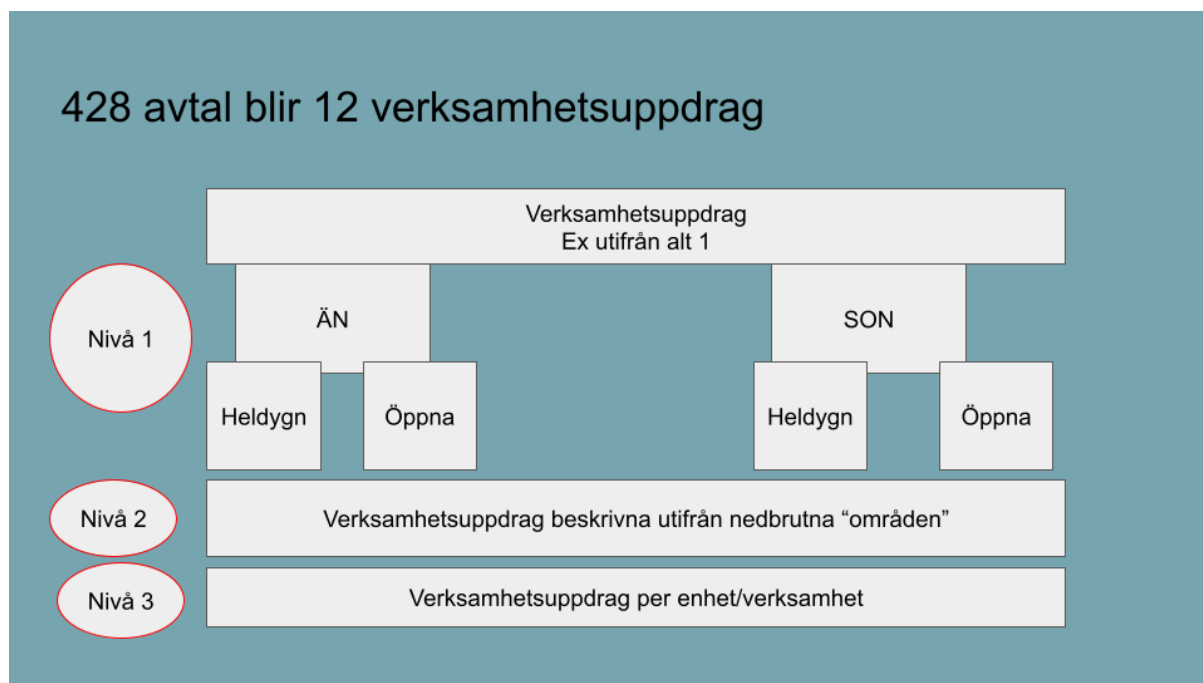 428 avtal blir 12 verksamhetsuppdrag
Verksamhetsuppdrag
Ex utifrån alt 1
Nivå 1
ÄN
SON
Heldygn
Öppna
Heldygn
Öppna
Nivå 2
Verksamhetsuppdrag beskrivna utifrån nedbrutna “områden”
Nivå 3
Verksamhetsuppdrag per enhet/verksamhet